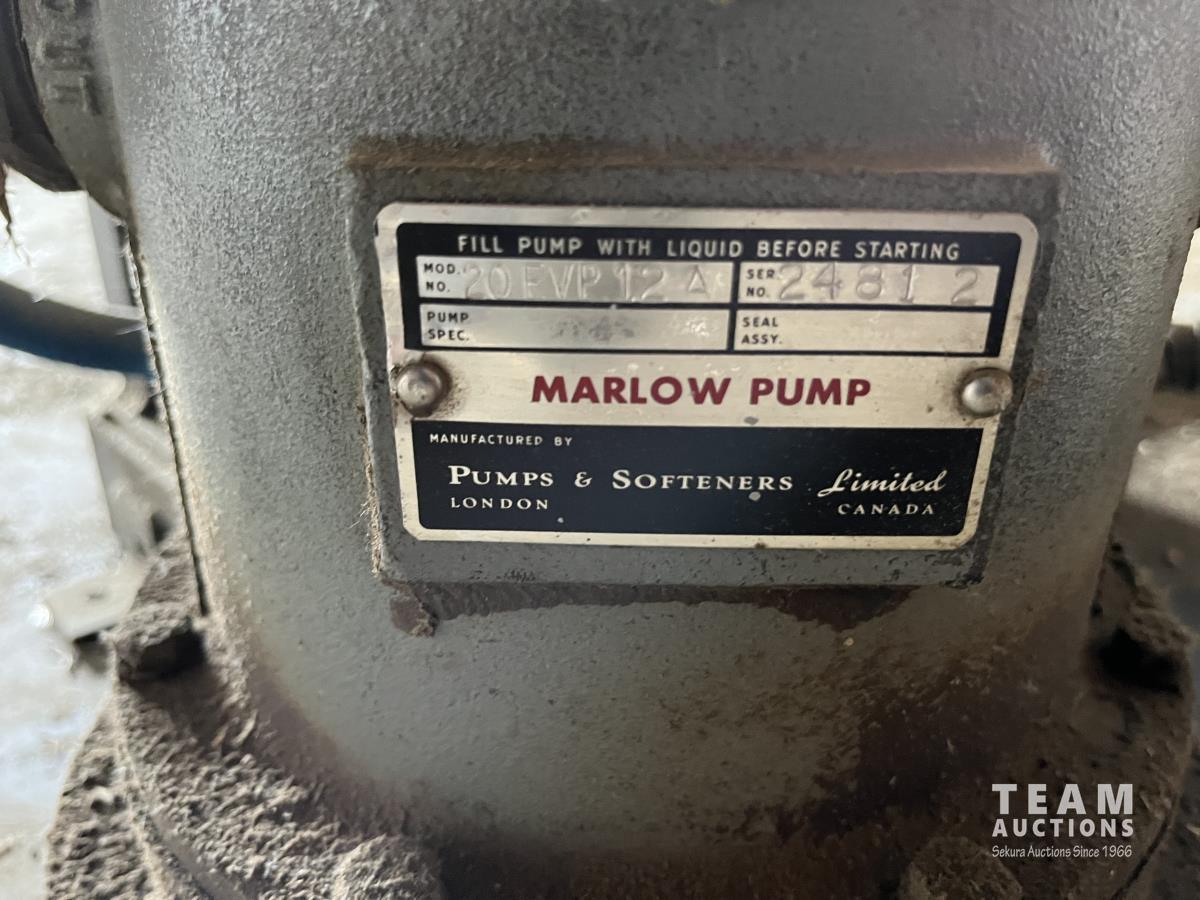 FILL PUMP WITH LIQUID BEFORE STARTING
MOD. NO. 20 EVP 12 A SER. NO. 2481 2
PUMP SPEC. SEAL ASSY.
MARLOW PUMP
MANUFACTURED BY
PUMPS & SOFTENERS Limited
LONDON CANADA
TEAM
AUCTIONS
Sekura Auctions Since 1966